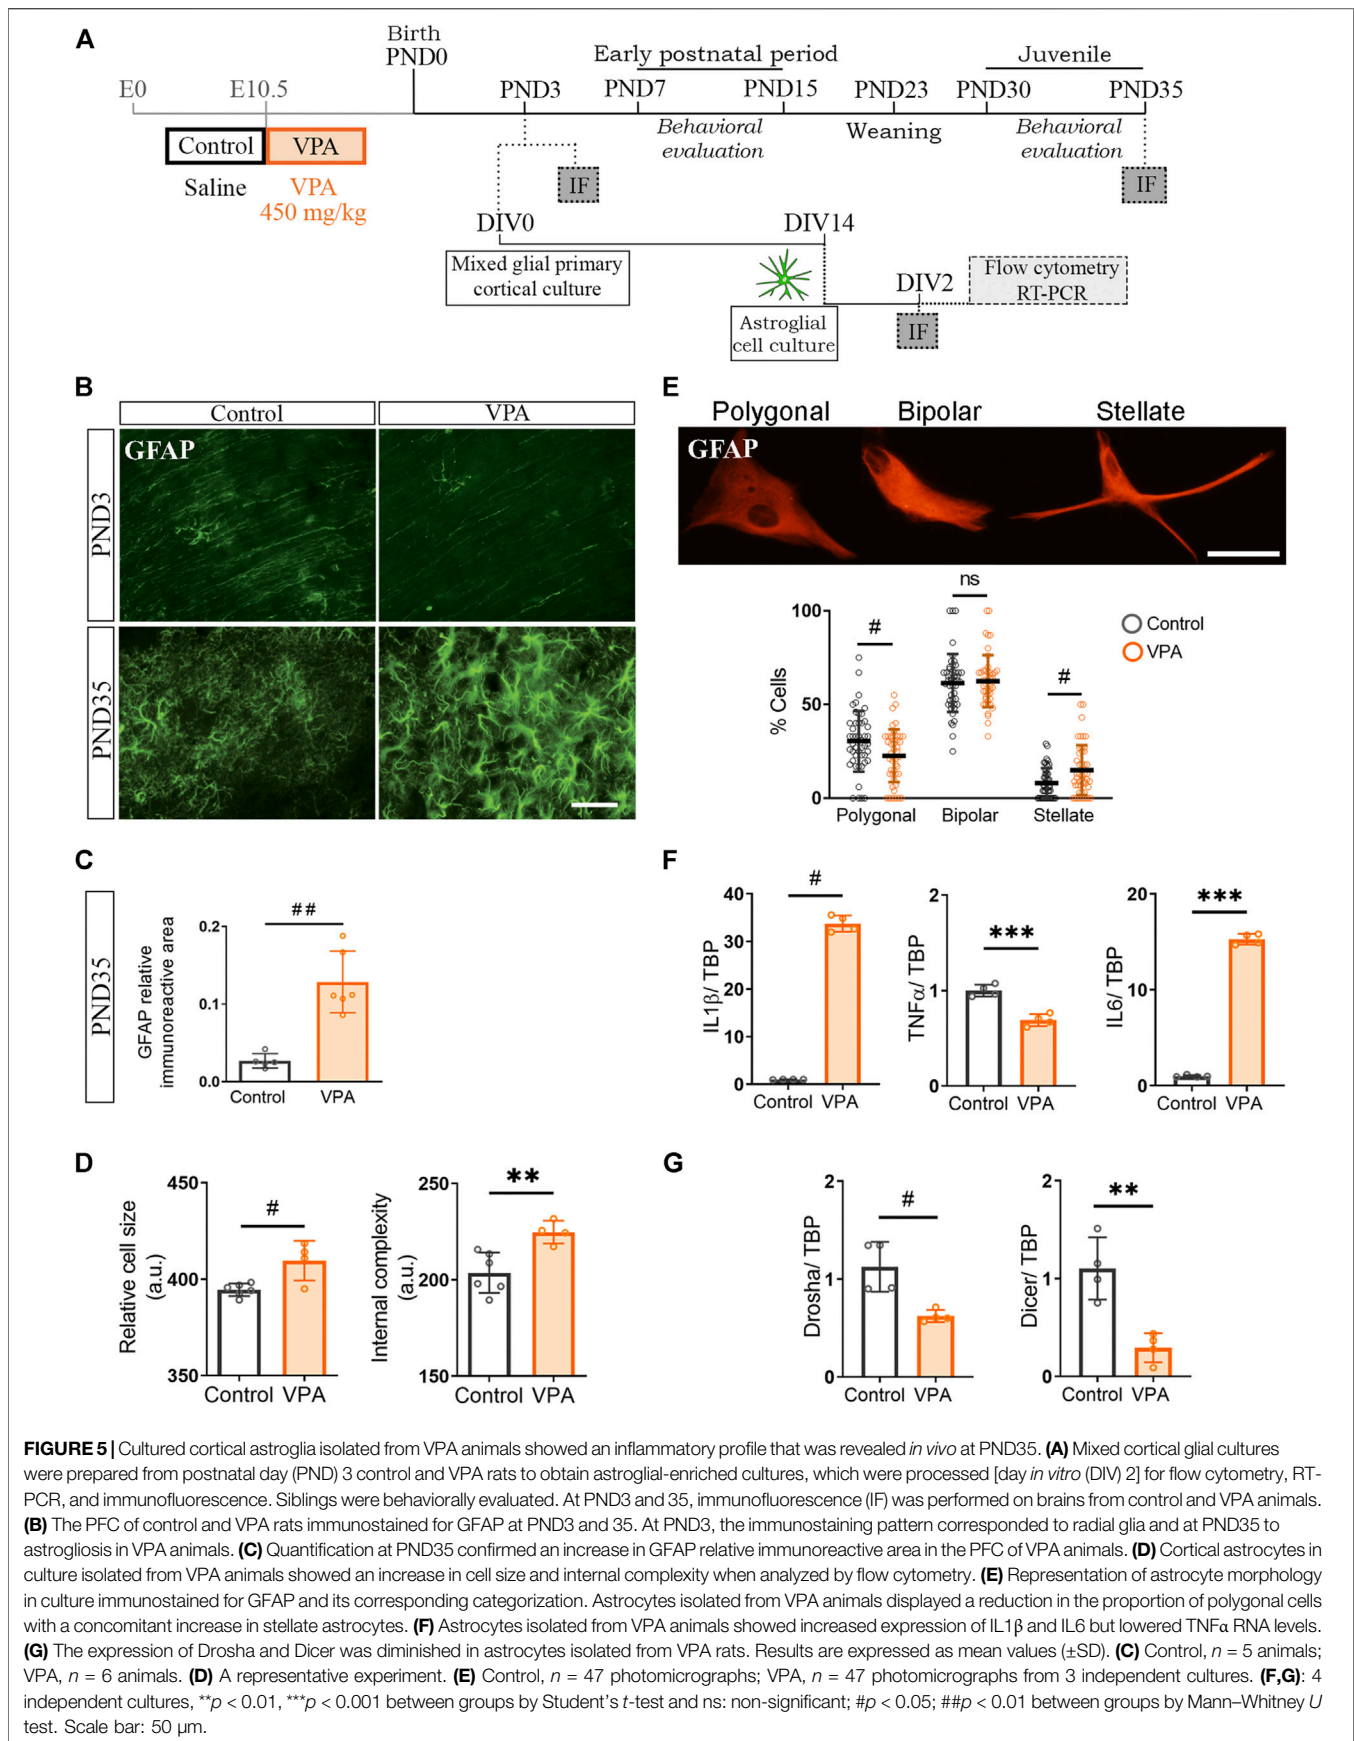 A
Birth
PND0
Early postnatal period
Juvenile
E0
E10.5
PND3
PND7
PND15
PND23
PND30
PND35
Behavioral
evaluation
Weaning
Behavioral
evaluation
Control
VPA
Saline
VPA
450 mg/kg
IF
IF
DIV0
DIV14
Mixed glial primary
cortical culture
DIV2
Flow cytometry
RT-PCR
Astroglial
cell culture
IF
B
Control
VPA
PND3
GFAP
PND35
E
Polygonal
Bipolar
Stellate
GFAP
% Cells
100
50
0
#
ns
#
Control
VPA
Polygonal
Bipolar
Stellate
C
PND35
GFAP relative
immunoreactive area
0.2
0.1
0.0
##
Control
VPA
F
IL1β/ TBP
40
30
20
10
0
#
Control VPA
TNFα/ TBP
2
1
0
***
Control VPA
IL6/ TBP
20
10
0
***
Control VPA
D
Relative cell size
(a.u.)
450
400
350
#
Control VPA
Internal complexity
(a.u.)
250
200
150
**
Control VPA
G
Drosha/ TBP
2
1
0
#
Control VPA
Dicer/ TBP
2
1
0
**
Control VPA
FIGURE 5 | Cultured cortical astroglia isolated from VPA animals showed an inflammatory profile that was revealed in vivo at PND35. (A) Mixed cortical glial cultures
were prepared from postnatal day (PND) 3 control and VPA rats to obtain astroglial-enriched cultures, which were processed [day in vitro (DIV) 2] for flow cytometry, RT-
PCR, and immunofluorescence. Siblings were behaviorally evaluated. At PND3 and 35, immunofluorescence (IF) was performed on brains from control and VPA animals.
(B) The PFC of control and VPA rats immunostained for GFAP at PND3 and 35. At PND3, the immunostaining pattern corresponded to radial glia and at PND35 to
astrogliosis in VPA animals. (C) Quantification at PND35 confirmed an increase in GFAP relative immunoreactive area in the PFC of VPA animals. (D) Cortical astrocytes in
culture isolated from VPA animals showed an increase in cell size and internal complexity when analyzed by flow cytometry. (E) Representation of astrocyte morphology
in culture immunostained for GFAP and its corresponding categorization. Astrocytes isolated from VPA animals displayed a reduction in the proportion of polygonal cells
with a concomitant increase in stellate astrocytes. (F) Astrocytes isolated from VPA animals showed increased expression of IL1β and IL6 but lowered TNFα RNA levels.
(G) The expression of Drosha and Dicer was diminished in astrocytes isolated from VPA rats. Results are expressed as mean values (±SD). (C) Control, n = 5 animals;
VPA, n = 6 animals. (D) A representative experiment. (E) Control, n = 47 photomicrographs; VPA, n = 47 photomicrographs from 3 independent cultures. (F,G): 4
independent cultures, **p < 0.01, ***p < 0.001 between groups by Student's t-test and ns: non-significant; #p < 0.05; ##p < 0.01 between groups by Mann–Whitney U
test. Scale bar: 50 μm.